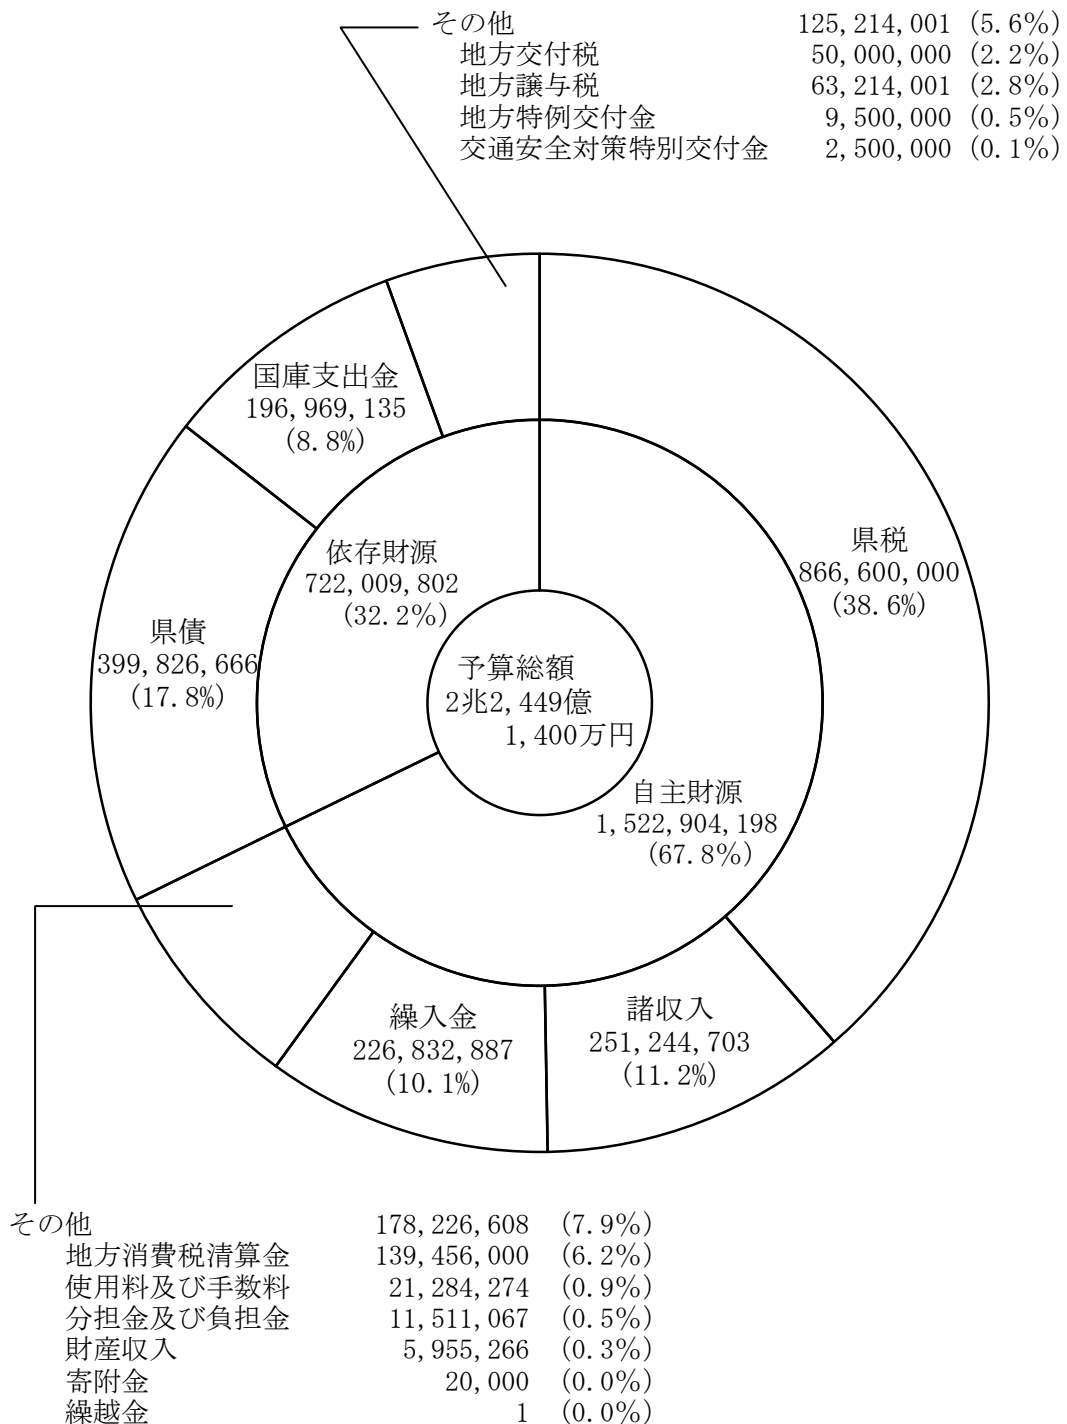 その他 125,214,001 (5.6%)
地方交付税 50,000,000 (2.2%)
地方譲与税 63,214,001 (2.8%)
地方特例交付金 9,500,000 (0.5%)
交通安全対策特別交付金 2,500,000 (0.1%)
国庫支出金
196,969,135
(8.8%)
県税
866,600,000
(38.6%)
依存財源
722,009,802
(32.2%)
県債
399,826,666
(17.8%)
予算総額
2兆2,449億
1,400万円
自主財源
1,522,904,198
(67.8%)
諸収入
251,244,703
(11.2%)
繰入金
226,832,887
(10.1%)
その他 178,226,608 (7.9%)
地方消費税清算金 139,456,000 (6.2%)
使用料及び手数料 21,284,274 (0.9%)
分担金及び負担金 11,511,067 (0.5%)
財産収入 5,955,266 (0.3%)
寄附金 20,000 (0.0%)
繰越金 1 (0.0%)